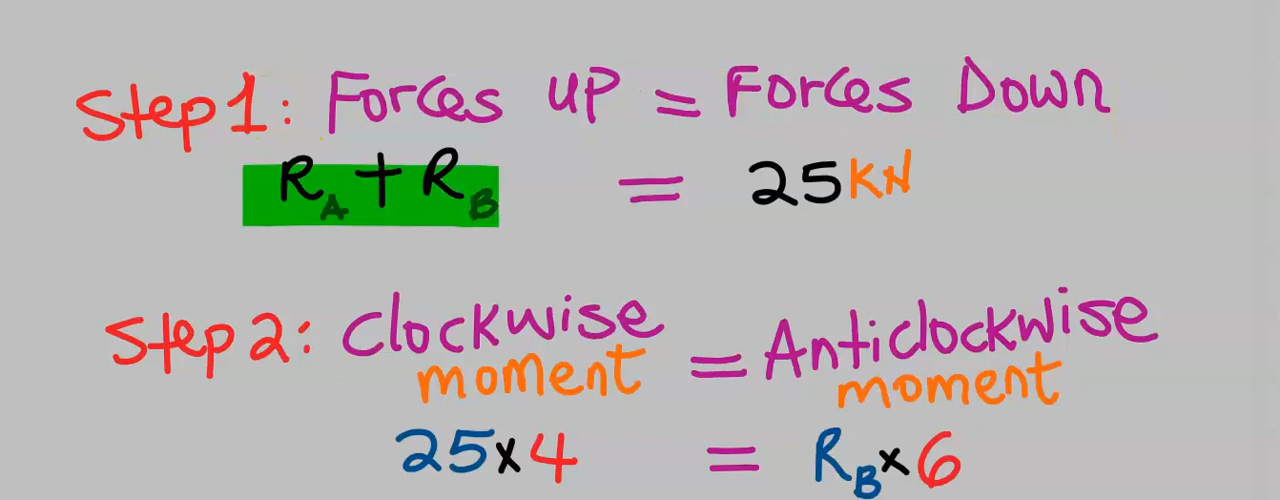 Step 1: Forces UP = Forces Down
RA + RB = 25KN
Step 2: Clockwise moment = Anticlockwise moment
25x4 = RBx6